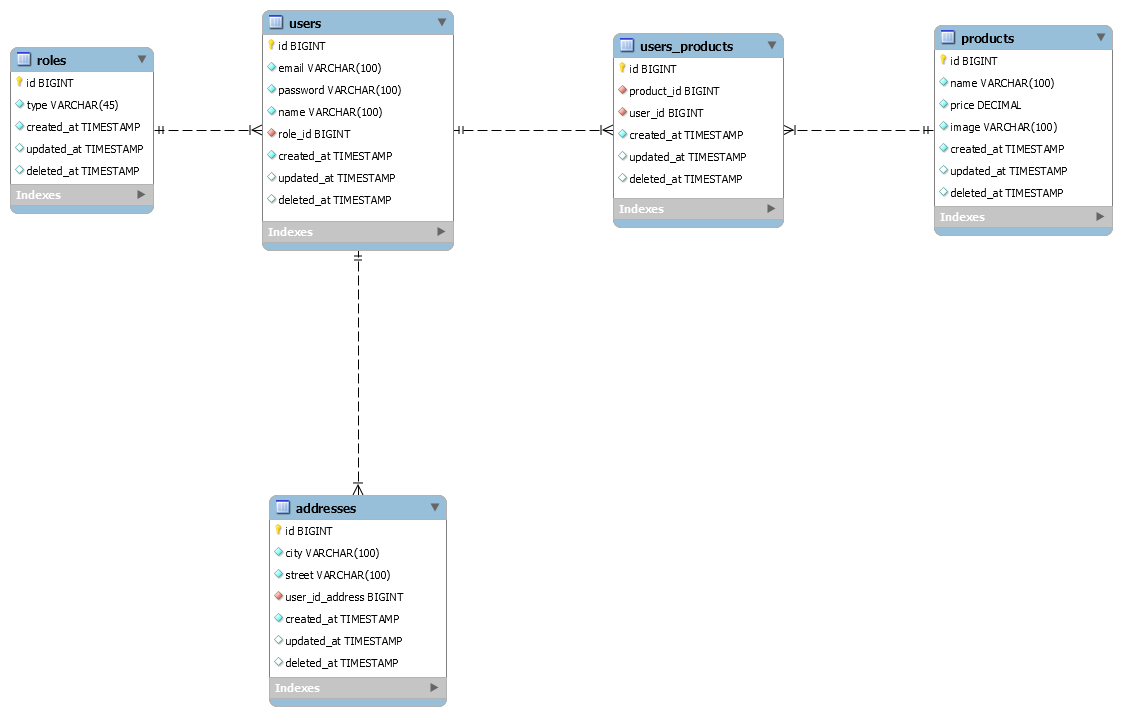 roles
id BIGINT
type VARCHAR(45)
created_at TIMESTAMP
updated_at TIMESTAMP
deleted_at TIMESTAMP
Indexes
users
id BIGINT
email VARCHAR(100)
password VARCHAR(100)
name VARCHAR(100)
role_id BIGINT
created_at TIMESTAMP
updated_at TIMESTAMP
deleted_at TIMESTAMP
Indexes
users_products
id BIGINT
product_id BIGINT
user_id BIGINT
created_at TIMESTAMP
updated_at TIMESTAMP
deleted_at TIMESTAMP
Indexes
products
id BIGINT
name VARCHAR(100)
price DECIMAL
image VARCHAR(100)
created_at TIMESTAMP
updated_at TIMESTAMP
deleted_at TIMESTAMP
Indexes
addresses
id BIGINT
city VARCHAR(100)
street VARCHAR(100)
user_id_address BIGINT
created_at TIMESTAMP
updated_at TIMESTAMP
deleted_at TIMESTAMP
Indexes